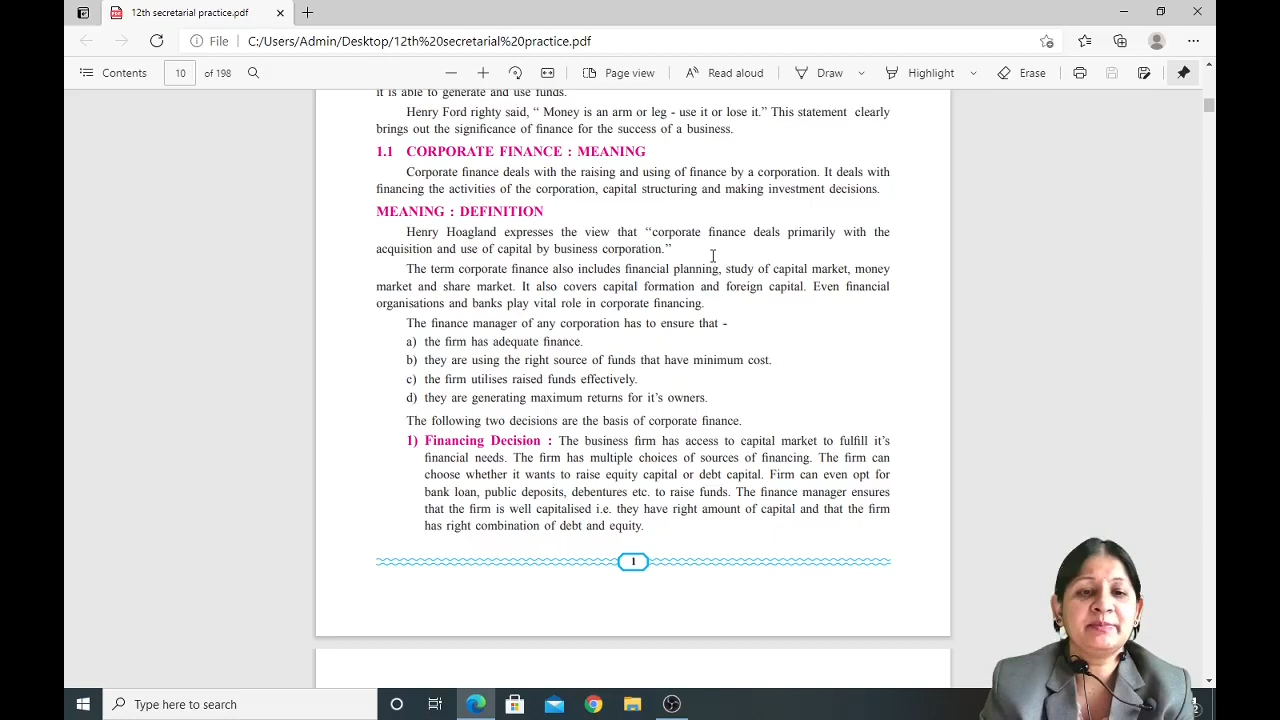 12th secretarial practice.pdf
File C:/Users/Admin/Desktop/12th%20secretarial%20practice.pdf
Contents 10 of 198 Page view Read aloud Draw Highlight Erase
it is able to generate and use funds.
Henry Ford righty said, “ Money is an arm or leg - use it or lose it.” This statement clearly
brings out the significance of finance for the success of a business.
1.1 CORPORATE FINANCE : MEANING
Corporate finance deals with the raising and using of finance by a corporation. It deals with
financing the activities of the corporation, capital structuring and making investment decisions.
MEANING : DEFINITION
Henry Hoagland expresses the view that “corporate finance deals primarily with the
acquisition and use of capital by business corporation.”
The term corporate finance also includes financial planning, study of capital market, money
market and share market. It also covers capital formation and foreign capital. Even financial
organisations and banks play vital role in corporate financing.
The finance manager of any corporation has to ensure that -
a) the firm has adequate finance.
b) they are using the right source of funds that have minimum cost.
c) the firm utilises raised funds effectively.
d) they are generating maximum returns for it’s owners.
The following two decisions are the basis of corporate finance.
1) Financing Decision : The business firm has access to capital market to fulfill it’s
financial needs. The firm has multiple choices of sources of financing. The firm can
choose whether it wants to raise equity capital or debt capital. Firm can even opt for
bank loan, public deposits, debentures etc. to raise funds. The finance manager ensures
that the firm is well capitalised i.e. they have right amount of capital and that the firm
has right combination of debt and equity.
1
Type here to search